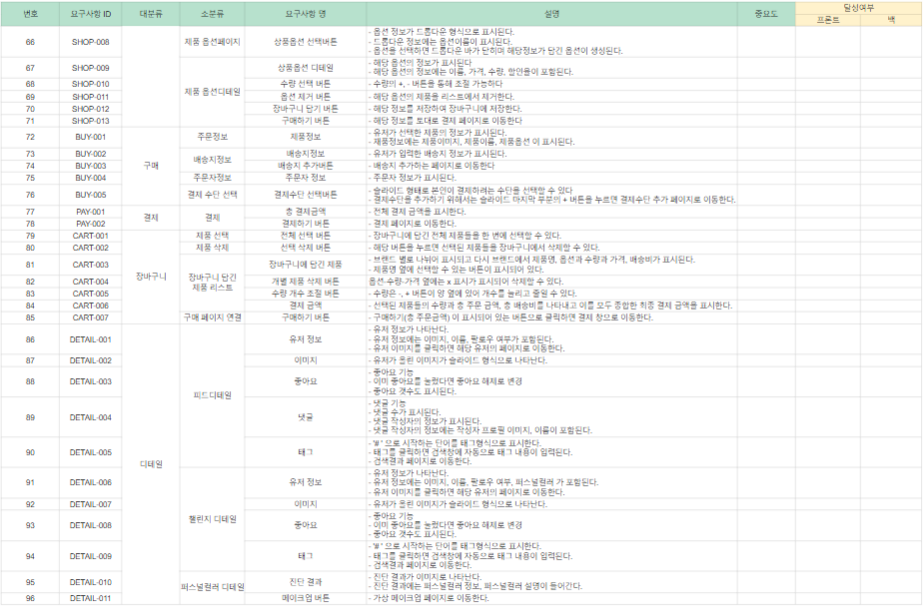 번호 요구사항 ID 대분류 소분류 요구사항 명 설명 중요도 달성여부
프론트 백
66 SHOP-008 제품 옵션페이지 상품옵션 선택버튼 - 옵션 정보가 드롭다운 형식으로 표시된다.
- 드롭다운 정보에는 옵션이름이 표시된다.
- 옵션을 선택하면 드롭다운 바가 닫히며 해당정보가 담긴 옵션이 생성된다.
67 SHOP-009 제품 옵션디테일 상품옵션 디테일 - 해당 옵션의 정보가 표시된다
- 해당 옵션의 정보에는 이름, 가격, 수량, 할인율이 포함된다.
68 SHOP-010 수량 선택 버튼 - 수량의 +, - 버튼을 통해 조절 가능하다
69 SHOP-011 옵션 제거 버튼 - 해당 옵션의 제품을 리스트에서 제거한다.
70 SHOP-012 장바구니 담기 버튼 - 해당 정보를 저장하여 장바구니에 저장한다.
71 SHOP-013 구매하기 버튼 - 해당 정보를 토대로 결제 페이지로 이동한다
72 BUY-001 구매 주문정보 제품정보 - 유저가 선택한 제품의 정보가 표시된다.
- 제품정보에는 제품이미지, 제품이름, 제품옵션 이 표시된다.
73 BUY-002 배송지정보 배송지정보 - 유저가 입력한 배송지 정보가 표시된다.
74 BUY-003 배송지 추가버튼 - 배송지 추가하는 페이지로 이동한다
75 BUY-004 주문자정보 주문자 정보 - 주문자 정보가 표시된다.
76 BUY-005 결제 수단 선택 결제수단 선택버튼 - 슬라이드 형태로 본인이 결제하려는 수단을 선택할 수 있다
- 결제수단을 추가하기 위해서는 슬라이드 마지막 부분의 + 버튼을 누르면 결제수단 추가 페이지로 이동한다.
77 PAY-001 결제 결제 총 결제금액 - 전체 결제 금액을 표시한다.
78 PAY-002 결제하기 버튼 - 결제 페이지로 이동한다.
79 CART-001 장바구니 제품 선택 전체 선택 버튼 - 장바구니에 담긴 전체 제품들을 한 번에 선택할 수 있다.
80 CART-002 제품 삭제 선택 삭제 버튼 - 해당 버튼을 누르면 선택된 제품들을 장바구니에서 삭제할 수 있다.
81 CART-003 장바구니 담긴 제품 리스트 장바구니에 담긴 제품 - 브랜드 별로 나뉘어 표시되고 다시 브랜드에서 제품명, 옵션과 수량과 가격, 배송비가 표시된다.
- 제품명 옆에 선택할 수 있는 버튼이 표시되어 있다.
82 CART-004 개별 제품 삭제 버튼 옵션-수량-가격 옆에는 x 표시가 표시되어 삭제할 수 있다.
83 CART-005 수량 개수 조절 버튼 - 수량은 -, + 버튼이 양 옆에 있어 개수를 늘리고 줄일 수 있다.
84 CART-006 결제 금액 - 선택된 제품들의 수량과 총 주문 금액, 총 배송비를 나타내고 이를 모두 종합한 최종 결제 금액을 표시한다.
85 CART-007 구매 페이지 연결 구매하기 버튼 - 구매하기(총 주문금액) 이 표시되어 있는 버튼으로 클릭하면 결제 창으로 이동한다.
86 DETAIL-001 디테일 피드디테일 유저 정보 - 유저 정보가 나타난다.
- 유저 정보에는 이미지, 이름, 팔로우 여부가 포함된다.
- 유저 이미지를 클릭하면 해당 유저의 페이지로 이동한다.
87 DETAIL-002 이미지 - 유저가 올린 이미지가 슬라이드 형식으로 나타난다.
88 DETAIL-003 좋아요 - 좋아요 기능
- 이미 좋아요를 눌렀다면 좋아요 해제로 변경
- 좋아요 갯수도 표시된다.
89 DETAIL-004 댓글 - 댓글 기능
- 댓글 수가 표시된다.
- 댓글 작성자의 정보가 표시된다.
- 댓글 작성자의 정보에는 작성자 프로필 이미지, 이름이 포함된다.
90 DETAIL-005 태그 - '#' 으로 시작하는 단어를 태그형식으로 표시한다.
- 태그를 클릭하면 검색창에 자동으로 태그 내용이 입력된다.
- 검색결과 페이지로 이동한다.
91 DETAIL-006 챌린지 디테일 유저 정보 - 유저 정보가 나타난다.
- 유저 정보에는 이미지, 이름, 팔로우 여부, 퍼스널컬러 가 포함된다.
- 유저 이미지를 클릭하면 해당 유저의 페이지로 이동한다.
92 DETAIL-007 이미지 - 유저가 올린 이미지가 슬라이드 형식으로 나타난다.
93 DETAIL-008 좋아요 - 좋아요 기능
- 이미 좋아요를 눌렀다면 좋아요 해제로 변경
- 좋아요 갯수도 표시된다.
94 DETAIL-009 태그 - '#' 으로 시작하는 단어를 태그형식으로 표시한다.
- 태그를 클릭하면 검색창에 자동으로 태그 내용이 입력된다.
- 검색결과 페이지로 이동한다.
95 DETAIL-010 퍼스널컬러 디테일 진단 결과 - 진단 결과가 이미지로 나타난다.
- 진단 결과에는 퍼스널컬러 정보, 퍼스널컬러 설명이 들어간다.
96 DETAIL-011 메이크업 버튼 - 가상 메이크업 페이지로 이동한다.